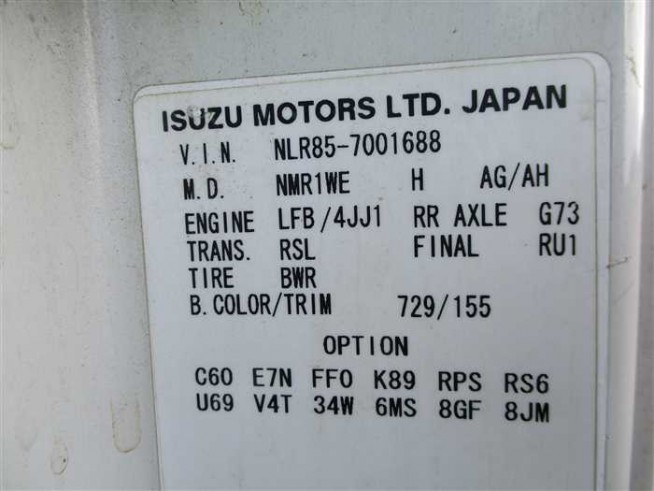 ISUZU MOTORS LTD. JAPAN
V.I.N. NLR85-7001688
M.D. NMR1WE H AG/AH
ENGINE LFB/4JJ1 RR AXLE G73
TRANS. RSL FINAL RU1
TIRE BWR
B.COLOR/TRIM 729/155
OPTION
C60 E7N FF0 K89 RPS RS6
U69 V4T 34W 6MS 8GF 8JM